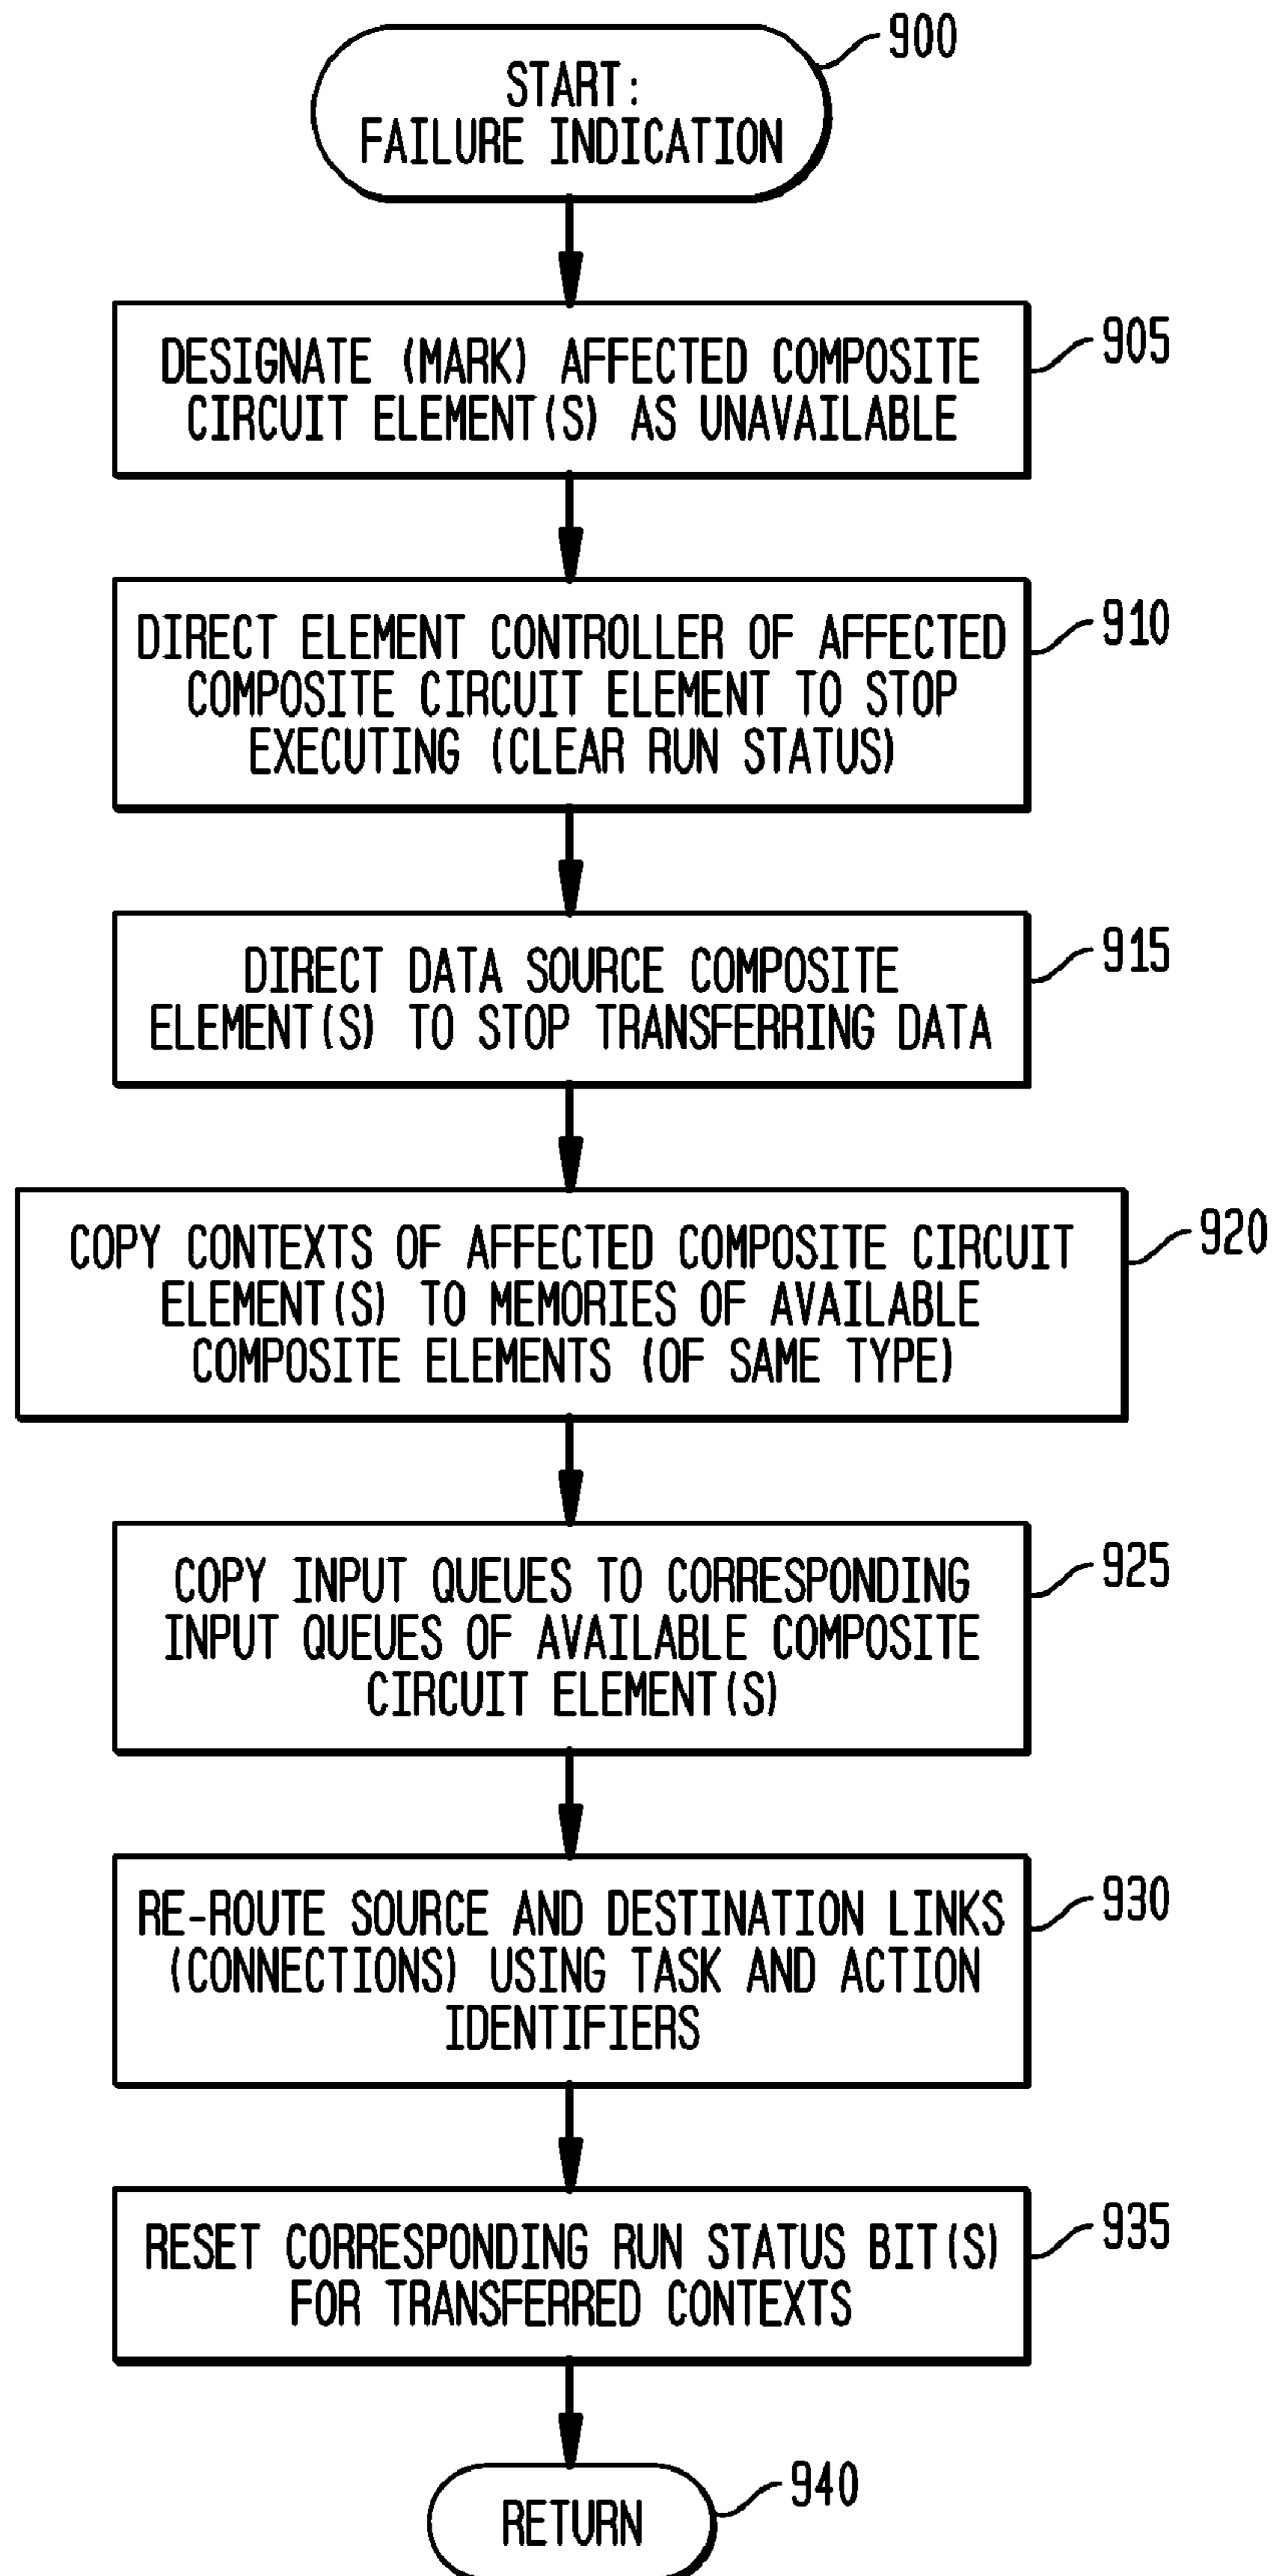 900
START:
FAILURE INDICATION
905
DESIGNATE (MARK) AFFECTED COMPOSITE
CIRCUIT ELEMENT(S) AS UNAVAILABLE
910
DIRECT ELEMENT CONTROLLER OF AFFECTED
COMPOSITE CIRCUIT ELEMENT TO STOP
EXECUTING (CLEAR RUN STATUS)
915
DIRECT DATA SOURCE COMPOSITE
ELEMENT(S) TO STOP TRANSFERRING DATA
920
COPY CONTEXTS OF AFFECTED COMPOSITE CIRCUIT
ELEMENT(S) TO MEMORIES OF AVAILABLE
COMPOSITE ELEMENTS (OF SAME TYPE)
925
COPY INPUT QUEUES TO CORRESPONDING
INPUT QUEUES OF AVAILABLE COMPOSITE
CIRCUIT ELEMENT(S)
930
RE-ROUTE SOURCE AND DESTINATION LINKS
(CONNECTIONS) USING TASK AND ACTION
IDENTIFIERS
935
RESET CORRESPONDING RUN STATUS BIT(S)
FOR TRANSFERRED CONTEXTS
940
RETURN